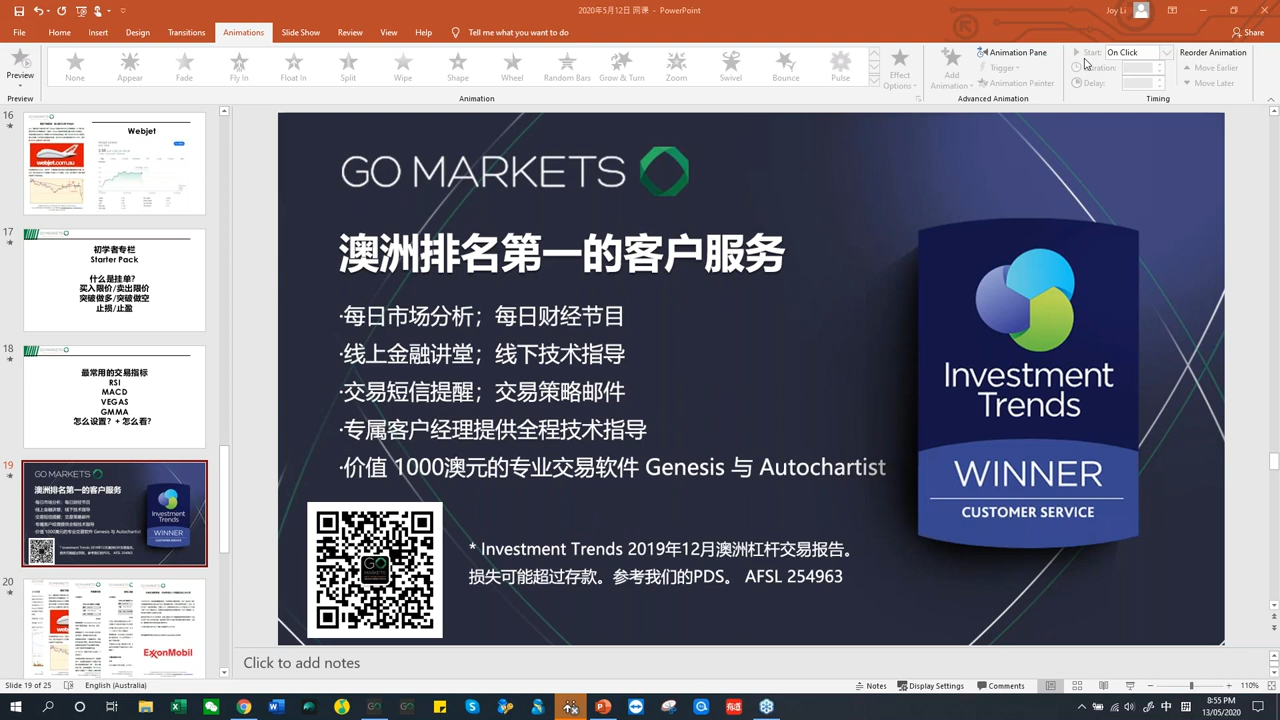 2020年5月12日 网课 - PowerPoint
Joy Li
File Home Insert Design Transitions Animations Slide Show Review View Help Tell me what you want to do
Share
Preview
None Appear Fade Fly In Float In Split Wipe Shape Wheel Random Bars Grow & Turn Zoom Swivel Bounce Pulse
Effect Options
Add Animation
Animation Pane
Trigger
Animation Painter
Start: On Click
Duration:
Delay:
Reorder Animation
Move Earlier
Move Later
Preview Animation Advanced Animation Timing
16
Webjet
webjet.com.au
17
初学者专栏
Starter Pack
什么是挂单?
买入限价/卖出限价
突破做多/突破做空
止损/止盈
18
最常用的交易指标
RSI
MACD
VEGAS
GMMA
怎么设置? + 怎么看?
19
20
ExxonMobil
GO MARKETS
澳洲排名第一的客户服务
·每日市场分析；每日财经节目
·线上金融讲堂；线下技术指导
·交易短信提醒；交易策略邮件
·专属客户经理提供全程技术指导
·价值 1000澳元的专业交易软件 Genesis 与 Autochartist
GO
* Investment Trends 2019年12月澳洲杠杆交易报告。
损失可能超过存款。参考我们的PDS。 AFSL 254963
Investment
Trends
WINNER
CUSTOMER SERVICE
Click to add notes
Slide 19 of 25 English (Australia) Notes Display Settings Comments 110%
中
8:55 PM
13/05/2020